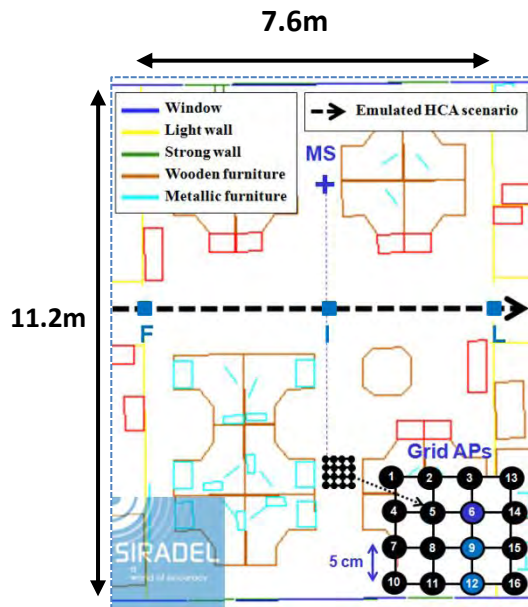 7.6m
11.2m
Window
Light wall
Strong wall
Wooden furniture
Metallic furniture
Emulated HCA scenario
MS
F
I
L
Grid APs
1 2 3 13
4 5 6 14
7 8 9 15
10 11 12 16
5 cm
SIRADEL